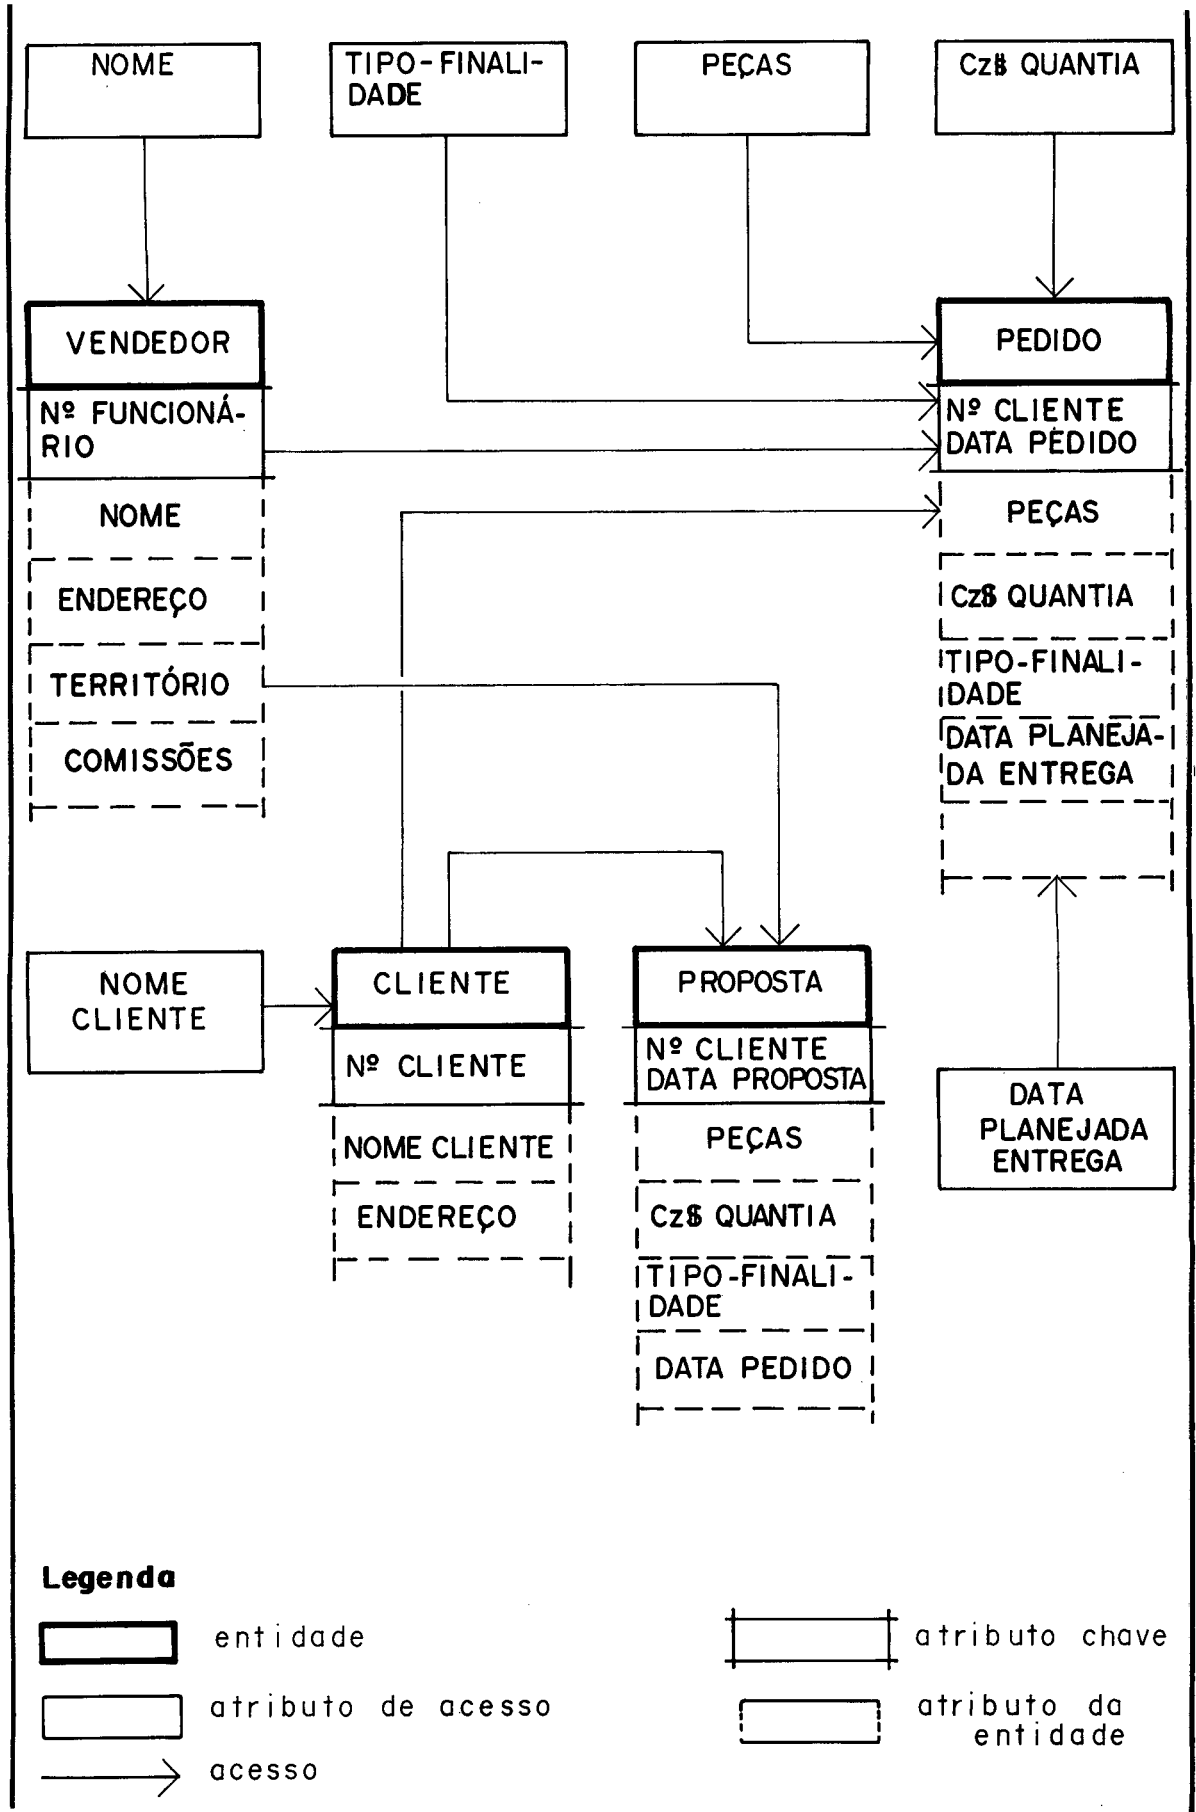 NOME
TIPO-FINALI-
DADE
PEÇAS
Cz$ QUANTIA
VENDEDOR
Nº FUNCIONÁ-
RIO
NOME
ENDEREÇO
TERRITÓRIO
COMISSÕES
PEDIDO
Nº CLIENTE
DATA PEDIDO
PEÇAS
Cz$ QUANTIA
TIPO-FINALI-
DADE
DATA PLANEJA-
DA ENTREGA
NOME
CLIENTE
CLIENTE
Nº CLIENTE
NOME CLIENTE
ENDEREÇO
PROPOSTA
Nº CLIENTE
DATA PROPOSTA
PEÇAS
Cz$ QUANTIA
TIPO-FINALI-
DADE
DATA PEDIDO
DATA
PLANEJADA
ENTREGA
Legenda
entidade
atributo de acesso
acesso
atributo chave
atributo da
entidade